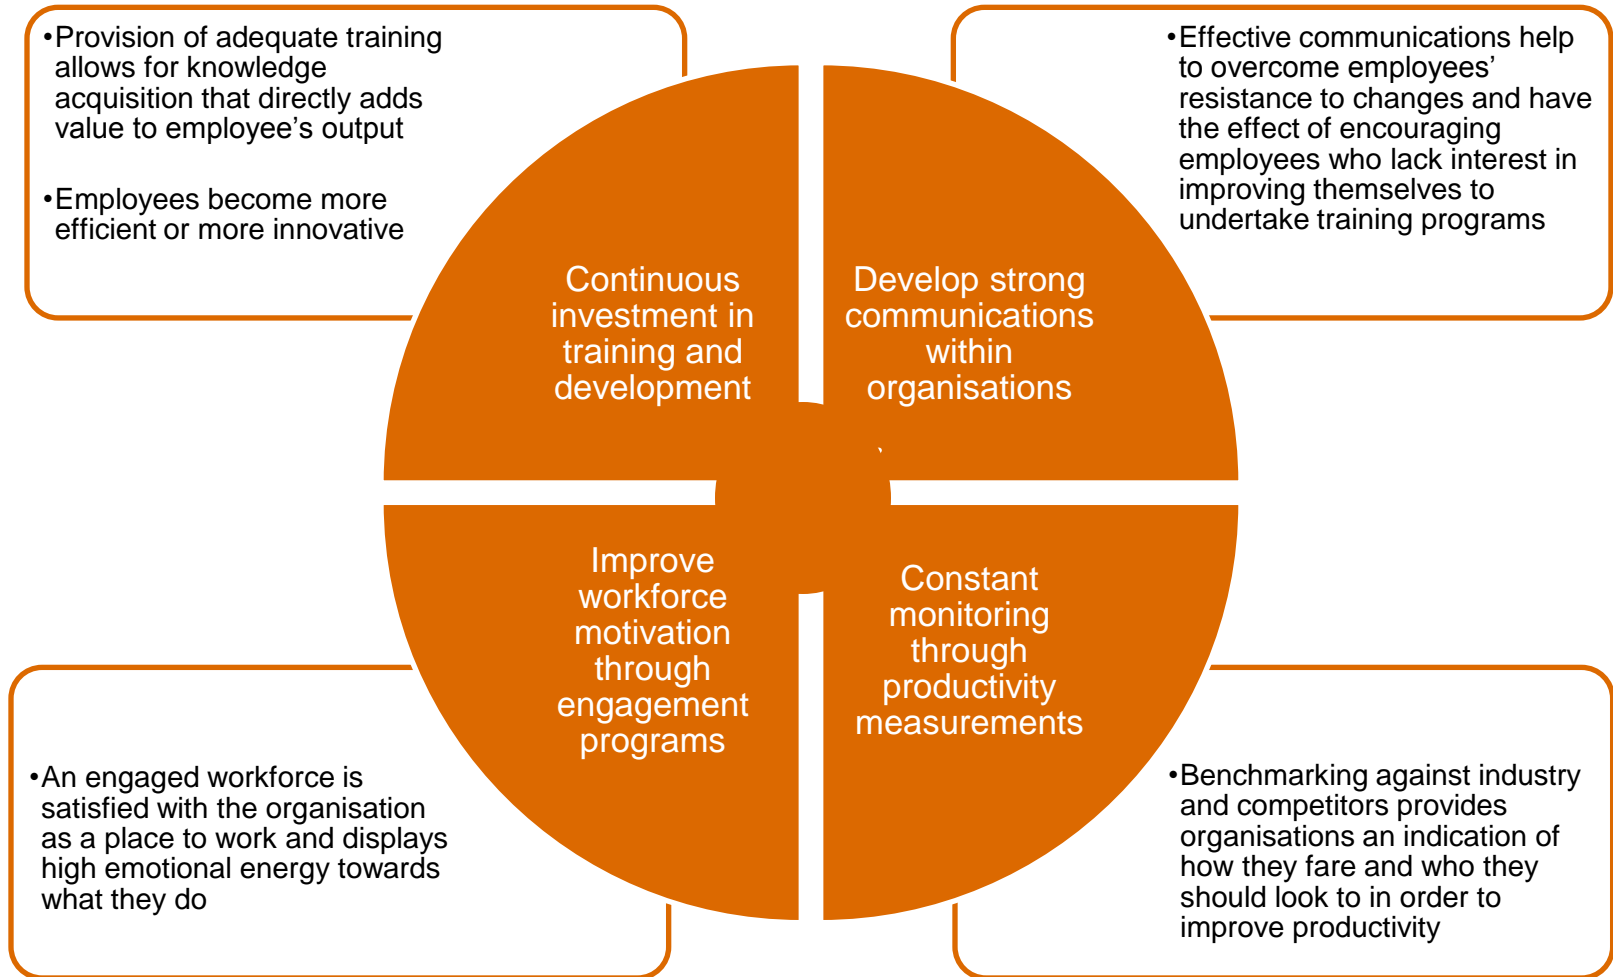 •Provision of adequate training
allows for knowledge
acquisition that directly adds
value to employee’s output
•Employees become more
efficient or more innovative
•Effective communications help
to overcome employees’
resistance to changes and have
the effect of encouraging
employees who lack interest in
improving themselves to
undertake training programs
Continuous
investment in
training and
development
Develop strong
communications
within
organisations
Improve
workforce
motivation
through
engagement
programs
Constant
monitoring
through
productivity
measurements
•An engaged workforce is
satisfied with the organisation
as a place to work and displays
high emotional energy towards
what they do
•Benchmarking against industry
and competitors provides
organisations an indication of
how they fare and who they
should look to in order to
improve productivity